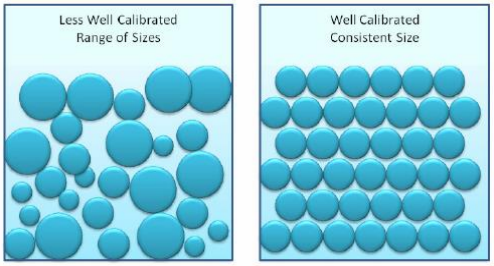 Less Well Calibrated
Range of Sizes
Well Calibrated
Consistent Size